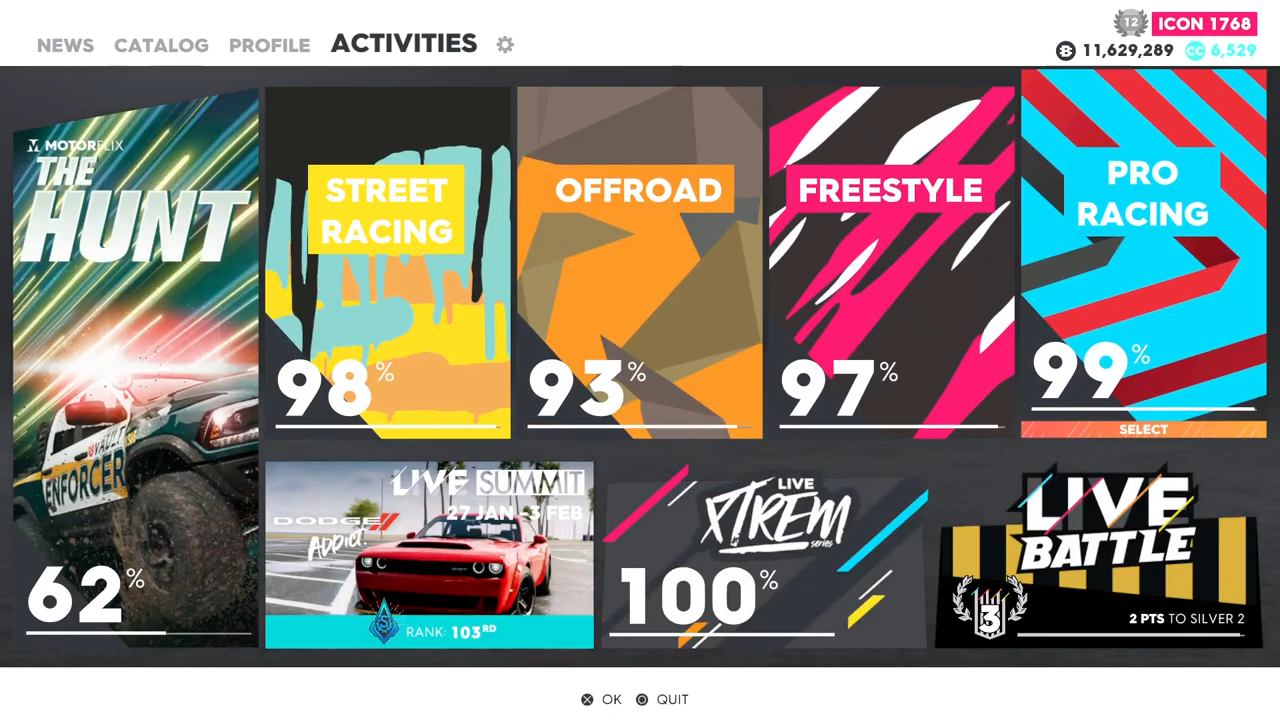 NEWS CATALOG PROFILE ACTIVITIES
12 ICON 1768
11,629,289 CC 6,529
MOTORFLIX
THE
HUNT
VAULT
ENFORCER
62%
STREET
RACING
98%
OFFROAD
93%
FREESTYLE
97%
PRO
RACING
99%
SELECT
LIVE SUMMIT
27 JAN - 3 FEB
DODGE
Addict!
S
RANK: 103RD
LIVE
XTREM
series
100%
LIVE
BATTLE
3
2 PTS TO SILVER 2
OK QUIT